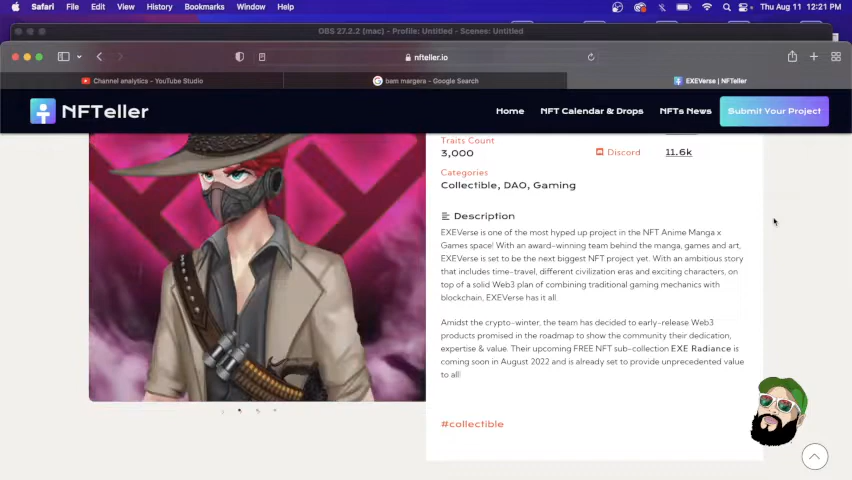 Safari File Edit View History Bookmarks Window Help Thu Aug 11 12:21 PM
OBS 27.2.2 (mac) - Profile: Untitled - Scenes: Untitled
nfteller.io
Channel analytics - YouTube Studio
bam margers - Google Search
EXEVerse | NFTeller
NFTeller
Home NFT Calendar & Drops NFTs News Submit Your Project
Traits Count
3,000
Discord 11.6k
Categories
Collectible, DAO, Gaming
Description
EXEVerse is one of the most hyped up project in the NFT Anime Manga x
Games space! With an award-winning team behind the manga, games and art,
EXEVerse is set to be the next biggest NFT project yet. With an ambitious story
that includes time-travel, different civilization eras and exciting characters, on
top of a solid Web3 plan of combining traditional gaming mechanics with
blockchain, EXEVerse has it all.
Amidst the crypto-winter, the team has decided to early-release Web3
products promised in the roadmap to show the community their dedication,
expertise & value. Their upcoming FREE NFT sub-collection EXE Radiance is
coming soon in August 2022 and is already set to provide unprecedented value
to all!
#collectible